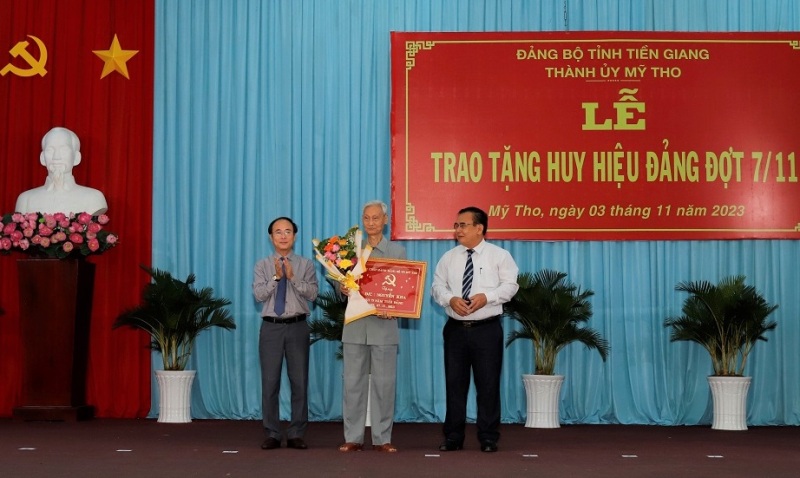 ĐẢNG BỘ TỈNH TIỀN GIANG
THÀNH ỦY MỸ THO
LỄ
TRAO TẶNG HUY HIỆU ĐẢNG ĐỢT 7/11
Mỹ Tho, ngày 03 tháng 11 năm 2023
NGUYỄN